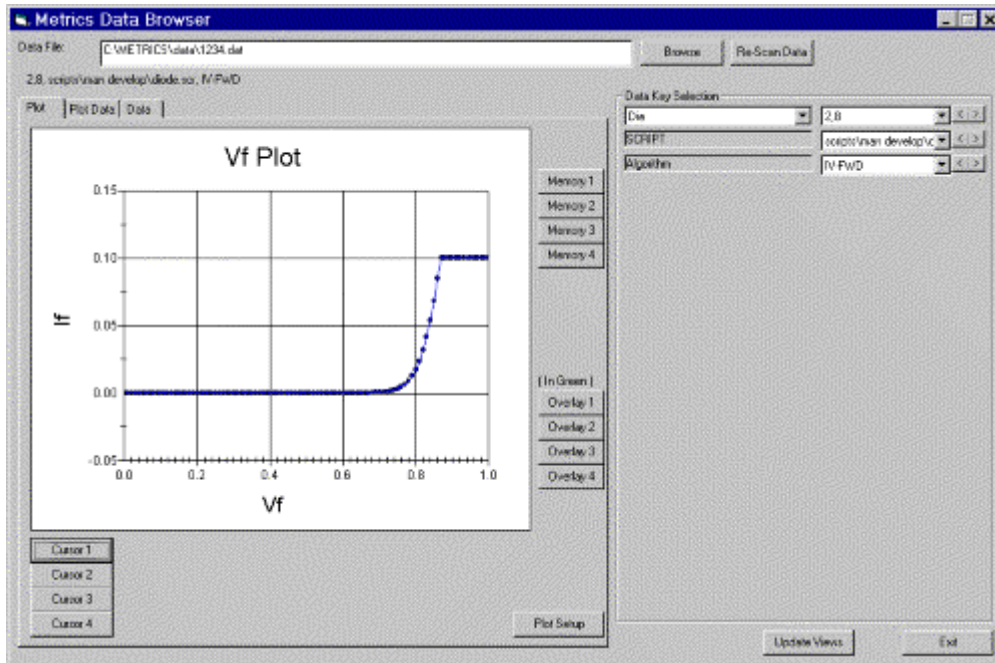 Metrics Data Browser
Data File: C:\METRICS\data\1234.dat Browse Re-Scan Data
2,8, scripts\man develop\diode.scr, IV-FWD
Plot Plot Data Data
Data Key Selection
Die 2,8 < >
SCRIPT scripts\man develop\c < >
Algorithm IV-FWD < >
Vf Plot
0.15
0.10
0.05
0.00
-0.05
If
0.0 0.2 0.4 0.6 0.8 1.0
Vf
Memory 1
Memory 2
Memory 3
Memory 4
( In Green )
Overlay 1
Overlay 2
Overlay 3
Overlay 4
Cursor 1
Cursor 2
Cursor 3
Cursor 4
Plot Setup
Update Views Exit